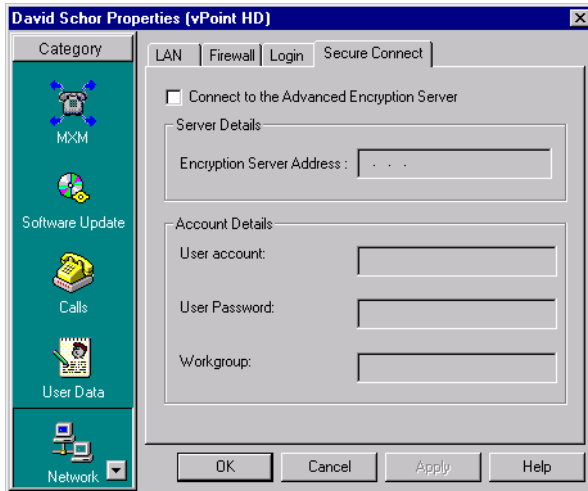 David Schor Properties (vPoint HD)
Category
MXM
Software Update
Calls
User Data
Network
LAN
Firewall
Login
Secure Connect
Connect to the Advanced Encryption Server
Server Details
Encryption Server Address :
Account Details
User account:
User Password:
Workgroup:
OK
Cancel
Apply
Help